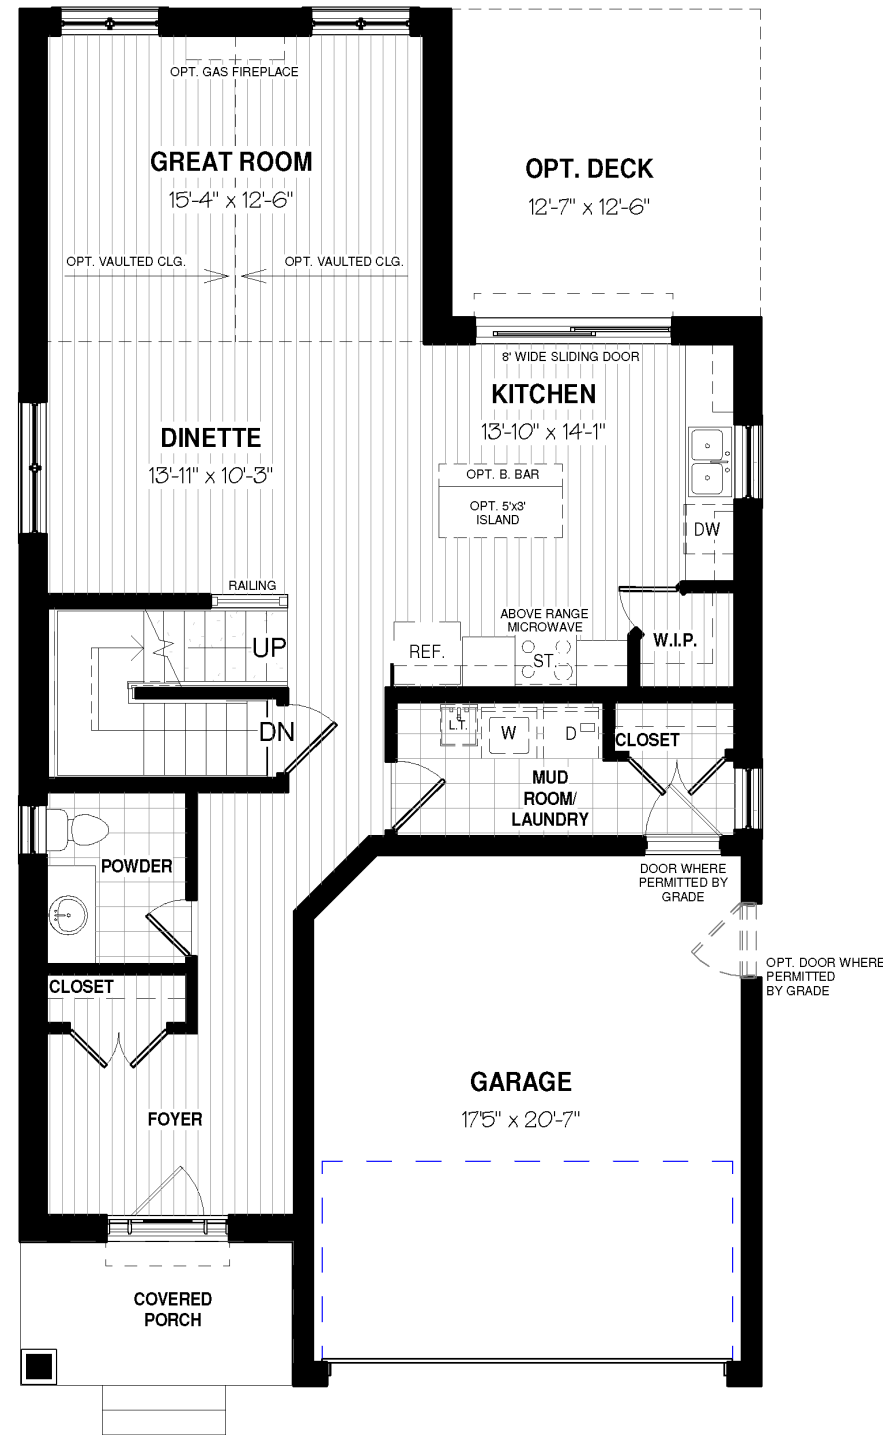 OPT. GAS FIREPLACE
GREAT ROOM
15'-4" x 12'-6"
OPT. DECK
12'-7" x 12'-6"
OPT. VAULTED CLG.
OPT. VAULTED CLG.
8' WIDE SLIDING DOOR
KITCHEN
13'-10" x 14'-1"
DINETTE
13'-11" x 10'-3"
OPT. B. BAR
OPT. 5'x3'
ISLAND
DW
RAILING
ABOVE RANGE
MICROWAVE
UP
REF.
ST.
W.I.P.
DN
L.T.
W
D
CLOSET
MUD
ROOM/
LAUNDRY
POWDER
DOOR WHERE
PERMITTED BY
GRADE
OPT. DOOR WHERE
PERMITTED
BY GRADE
CLOSET
GARAGE
17'5" x 20'-7"
FOYER
COVERED
PORCH